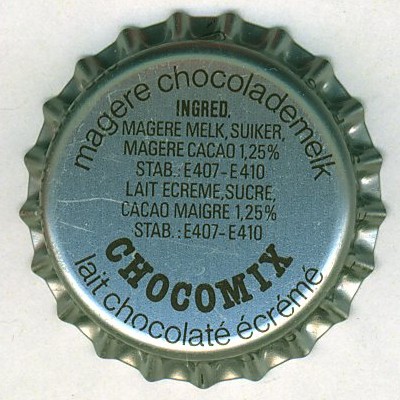 magere chocolademelk
INGRED.
MAGERE MELK, SUIKER,
MAGERE CACAO 1,25%
STAB.: E407-E410
LAIT ECREME, SUCRE,
CACAO MAIGRE 1,25%
STAB.: E407-E410
CHOCOMIX
lait chocolaté écrémé